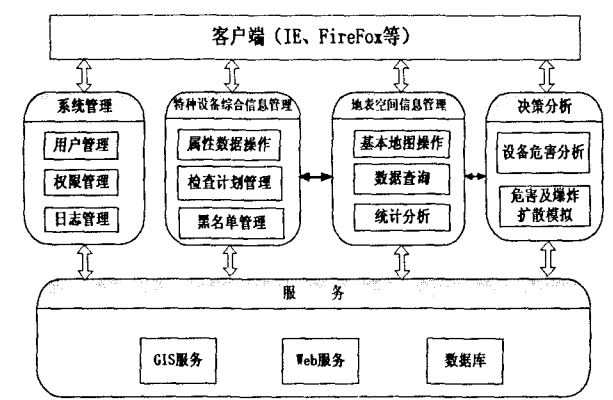 客户端（IE、FireFox等）
系统管理
用户管理
权限管理
日志管理
特种设备综合信息管理
属性数据操作
检查计划管理
黑名单管理
地表空间信息管理
基本地图操作
数据查询
统计分析
决策分析
设备危害分析
危害及爆炸
扩散模拟
服 务
GIS服务
Web服务
数据库